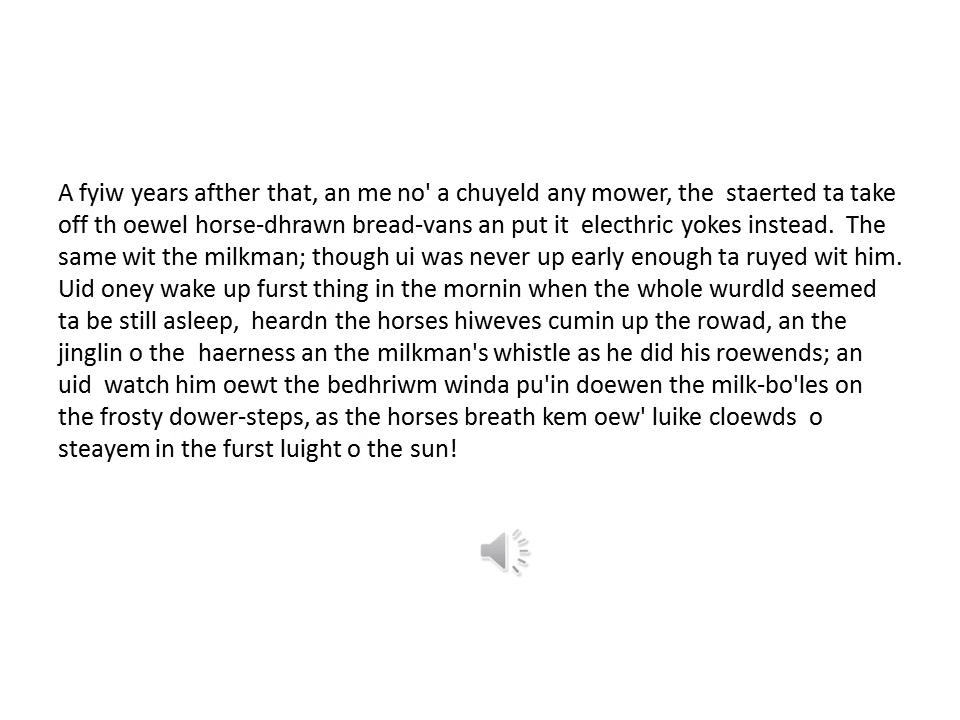 A fyiw years afther that, an me no' a chuyeld any mower, the  staerted ta take
off th oewel horse-dhrawn bread-vans an put it  electhric yokes instead.  The
same wit the milkman; though ui was never up early enough ta ruyed wit him.
Uid oney wake up furst thing in the mornin when the whole wurdld seemed
ta be still asleep,  heardn the horses hiweves cumin up the rowad, an the
jinglin o the  haerness an the milkman's whistle as he did his roewends; an
uid  watch him oewt the bedhriwm winda pu'in doewen the milk-bo'les on
the frosty dower-steps, as the horses breath kem oew' luike cloewds  o
steayem in the furst luight o the sun!